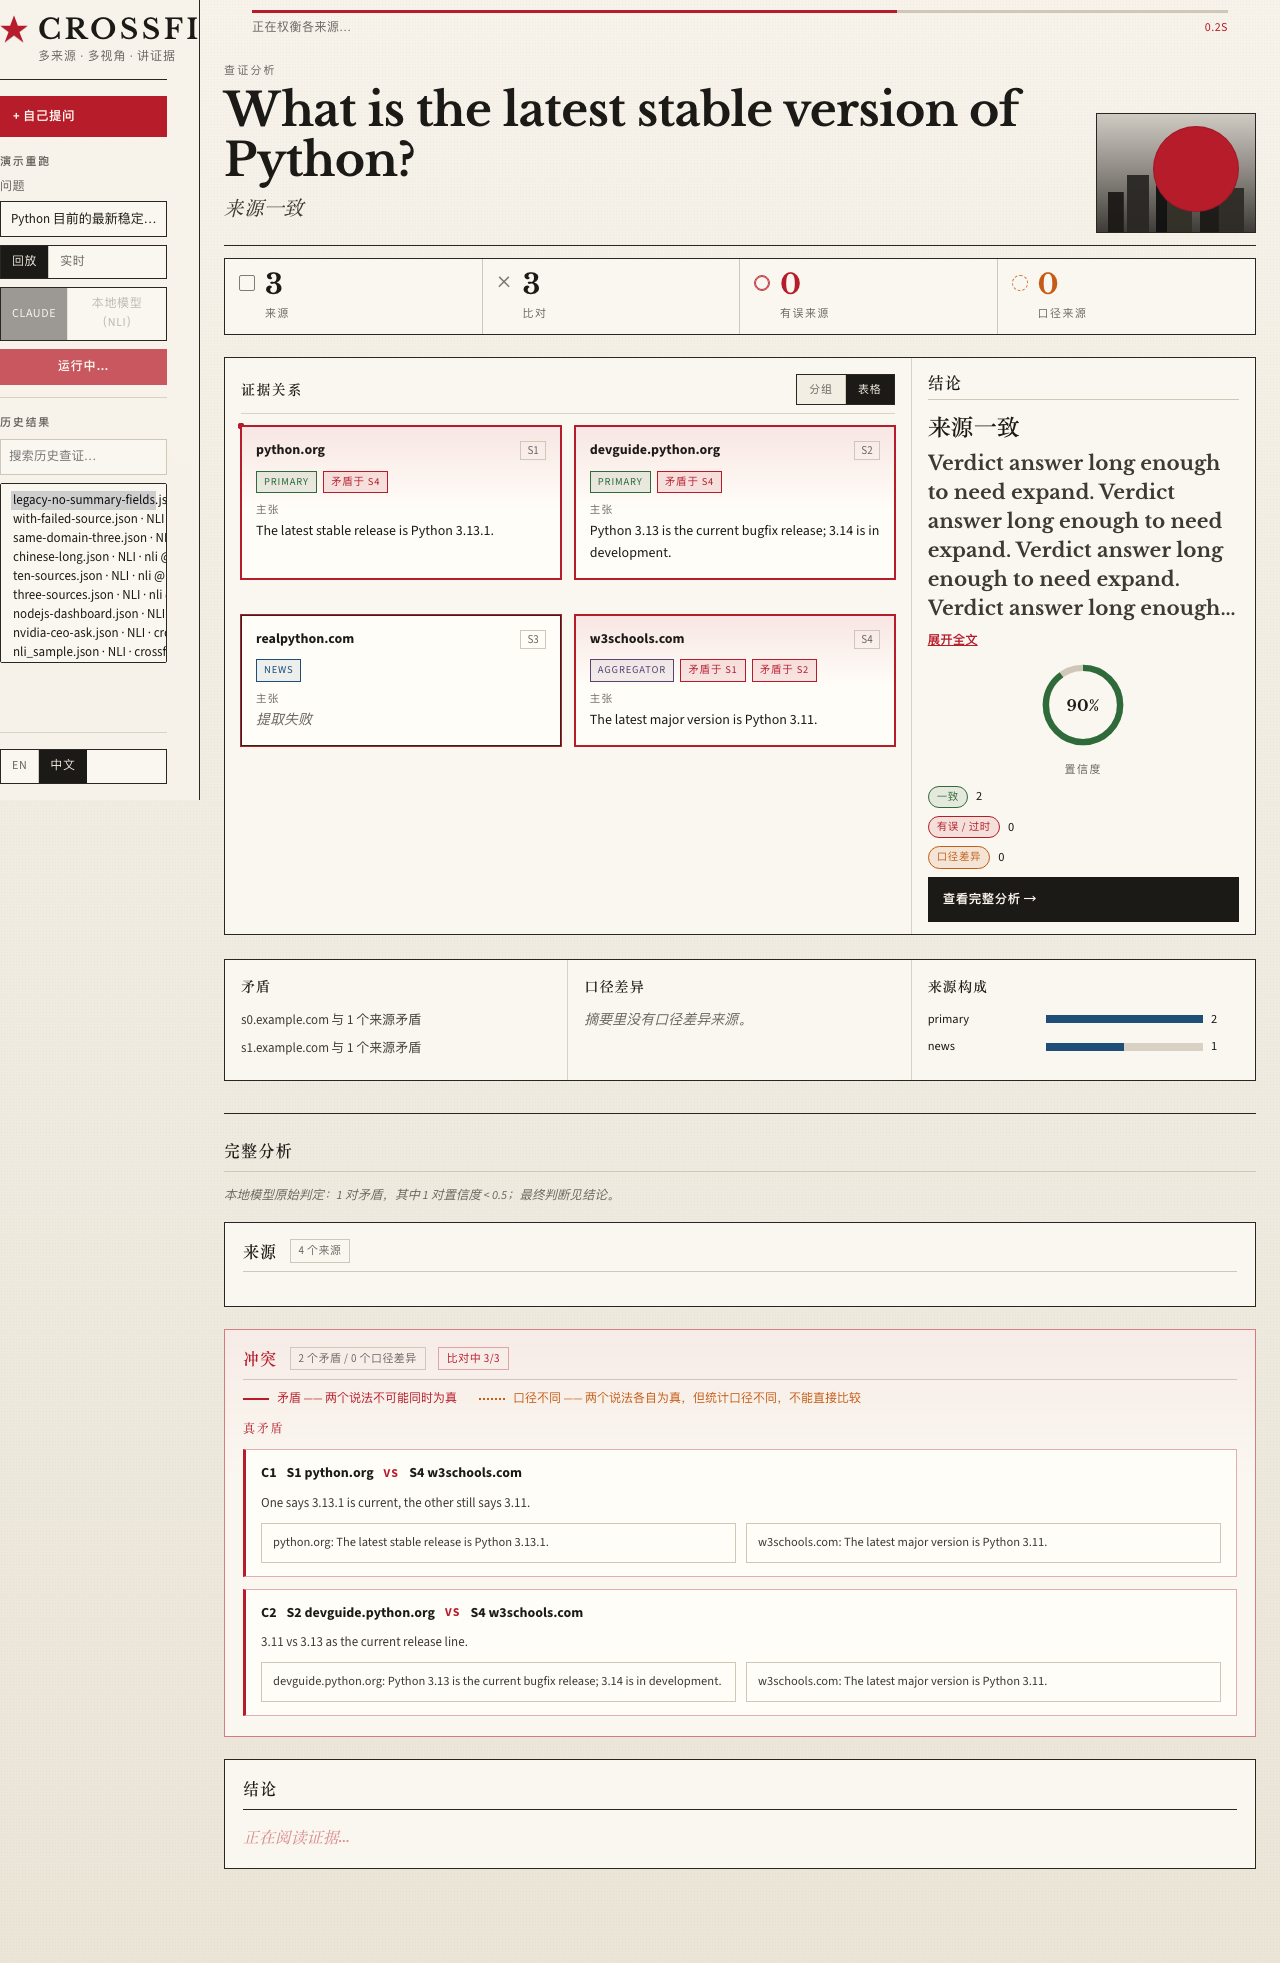 ★ CROSSFI
多来源 · 多视角 · 讲证据
+ 自己提问
演示重跑
问题
Python 目前的最新稳定…
回放 实时
CLAUDE 本地模型
（NLI）
运行中…
历史结果
搜索历史查证…
legacy-no-summary-fields.js
with-failed-source.json · NLI
same-domain-three.json · N
chinese-long.json · NLI · nli @
ten-sources.json · NLI · nli @
three-sources.json · NLI · nli
nodejs-dashboard.json · NLI
nvidia-ceo-ask.json · NLI · cr
nli_sample.json · NLI · crossf
EN 中文
正在权衡各来源… 0.2S
查证分析
What is the latest stable version of
Python?
来源一致
3
来源
× 3
比对
0
有误来源
0
口径来源
证据关系 分组 表格
python.org S1
PRIMARY 矛盾于 S4
主张
The latest stable release is Python 3.13.1.
devguide.python.org S2
PRIMARY 矛盾于 S4
主张
Python 3.13 is the current bugfix release; 3.14 is in
development.
realpython.com S3
NEWS
主张
提取失败
w3schools.com S4
AGGREGATOR 矛盾于 S1 矛盾于 S2
主张
The latest major version is Python 3.11.
结论
来源一致
Verdict answer long enough
to need expand. Verdict
answer long enough to need
expand. Verdict answer long
enough to need expand.
Verdict answer long enough…
展开全文
90%
置信度
一致 2
有误 / 过时 0
口径差异 0
查看完整分析 →
矛盾
s0.example.com 与 1 个来源矛盾
s1.example.com 与 1 个来源矛盾
口径差异
摘要里没有口径差异来源。
来源构成
primary 2
news 1
完整分析
本地模型原始判定：1 对矛盾，其中 1 对置信度 < 0.5；最终判断见结论。
来源 4 个来源
冲突 2 个矛盾 / 0 个口径差异 比对中 3/3
矛盾 —— 两个说法不可能同时为真 口径不同 —— 两个说法各自为真，但统计口径不同，不能直接比较
真矛盾
C1 S1 python.org VS S4 w3schools.com
One says 3.13.1 is current, the other still says 3.11.
python.org: The latest stable release is Python 3.13.1. w3schools.com: The latest major version is Python 3.11.
C2 S2 devguide.python.org VS S4 w3schools.com
3.11 vs 3.13 as the current release line.
devguide.python.org: Python 3.13 is the current bugfix release; 3.14 is in development. w3schools.com: The latest major version is Python 3.11.
结论
正在阅读证据…